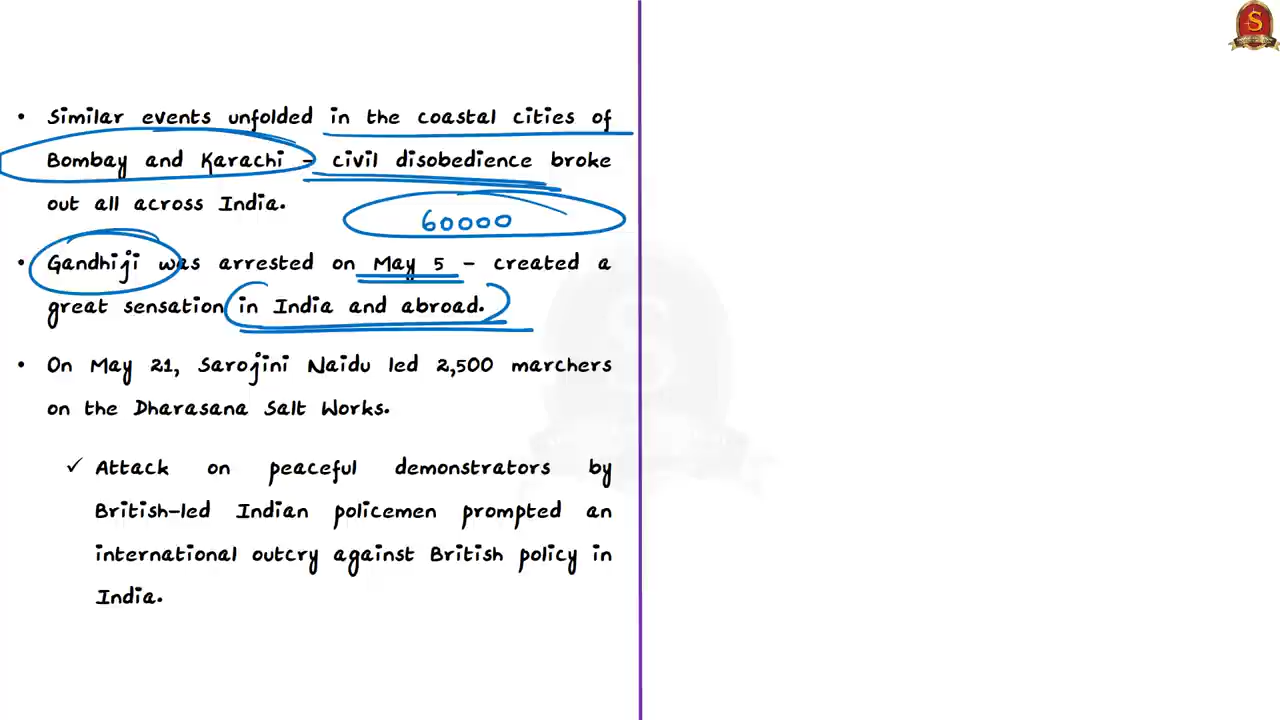 • Similar events unfolded in the coastal cities of
Bombay and Karachi - civil disobedience broke
out all across India.
60000
• Gandhiji was arrested on May 5 - created a
great sensation in India and abroad.
• On May 21, Sarojini Naidu led 2,500 marchers
on the Dharasana Salt Works.
✓ Attack on peaceful demonstrators by
British-led Indian policemen prompted an
international outcry against British policy in
India.